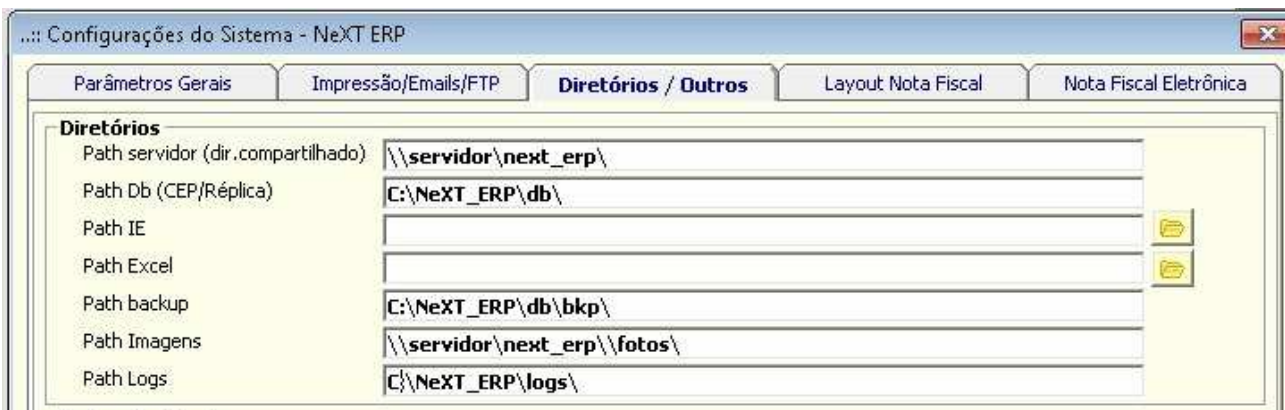 ..:: Configurações do Sistema - NeXT ERP
Parâmetros Gerais Impressão/Emails/FTP Diretórios / Outros Layout Nota Fiscal Nota Fiscal Eletrônica
Diretórios
Path servidor (dir.compartilhado) \\servidor\next_erp\
Path Db (CEP/Réplica) C:\NeXT_ERP\db\
Path IE
Path Excel
Path backup C:\NeXT_ERP\db\bkp\
Path Imagens \\servidor\next_erp\\fotos\
Path Logs C:\NeXT_ERP\logs\